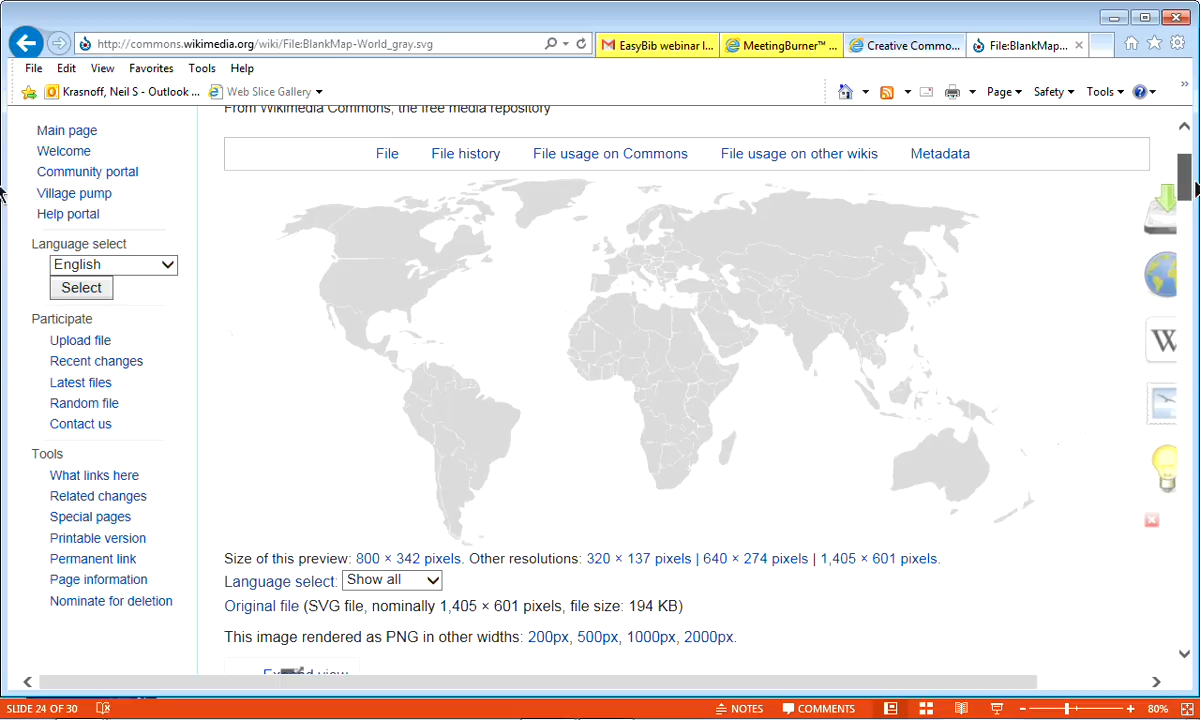 http://commons.wikimedia.org/wiki/File:BlankMap-World_gray.svg
EasyBib webinar I...
MeetingBurner™ ...
Creative Commo...
File:BlankMap...
File Edit View Favorites Tools Help
Krasnoff, Neil S - Outlook ... Web Slice Gallery
Page Safety Tools
From Wikimedia Commons, the free media repository
File File history File usage on Commons File usage on other wikis Metadata
Main page
Welcome
Community portal
Village pump
Help portal
Language select
English
Select
Participate
Upload file
Recent changes
Latest files
Random file
Contact us
Tools
What links here
Related changes
Special pages
Printable version
Permanent link
Page information
Nominate for deletion
W
Size of this preview: 800 × 342 pixels. Other resolutions: 320 × 137 pixels | 640 × 274 pixels | 1,405 × 601 pixels.
Language select: Show all
Original file (SVG file, nominally 1,405 × 601 pixels, file size: 194 KB)
This image rendered as PNG in other widths: 200px, 500px, 1000px, 2000px.
view
SLIDE 24 OF 30 NOTES COMMENTS 80%